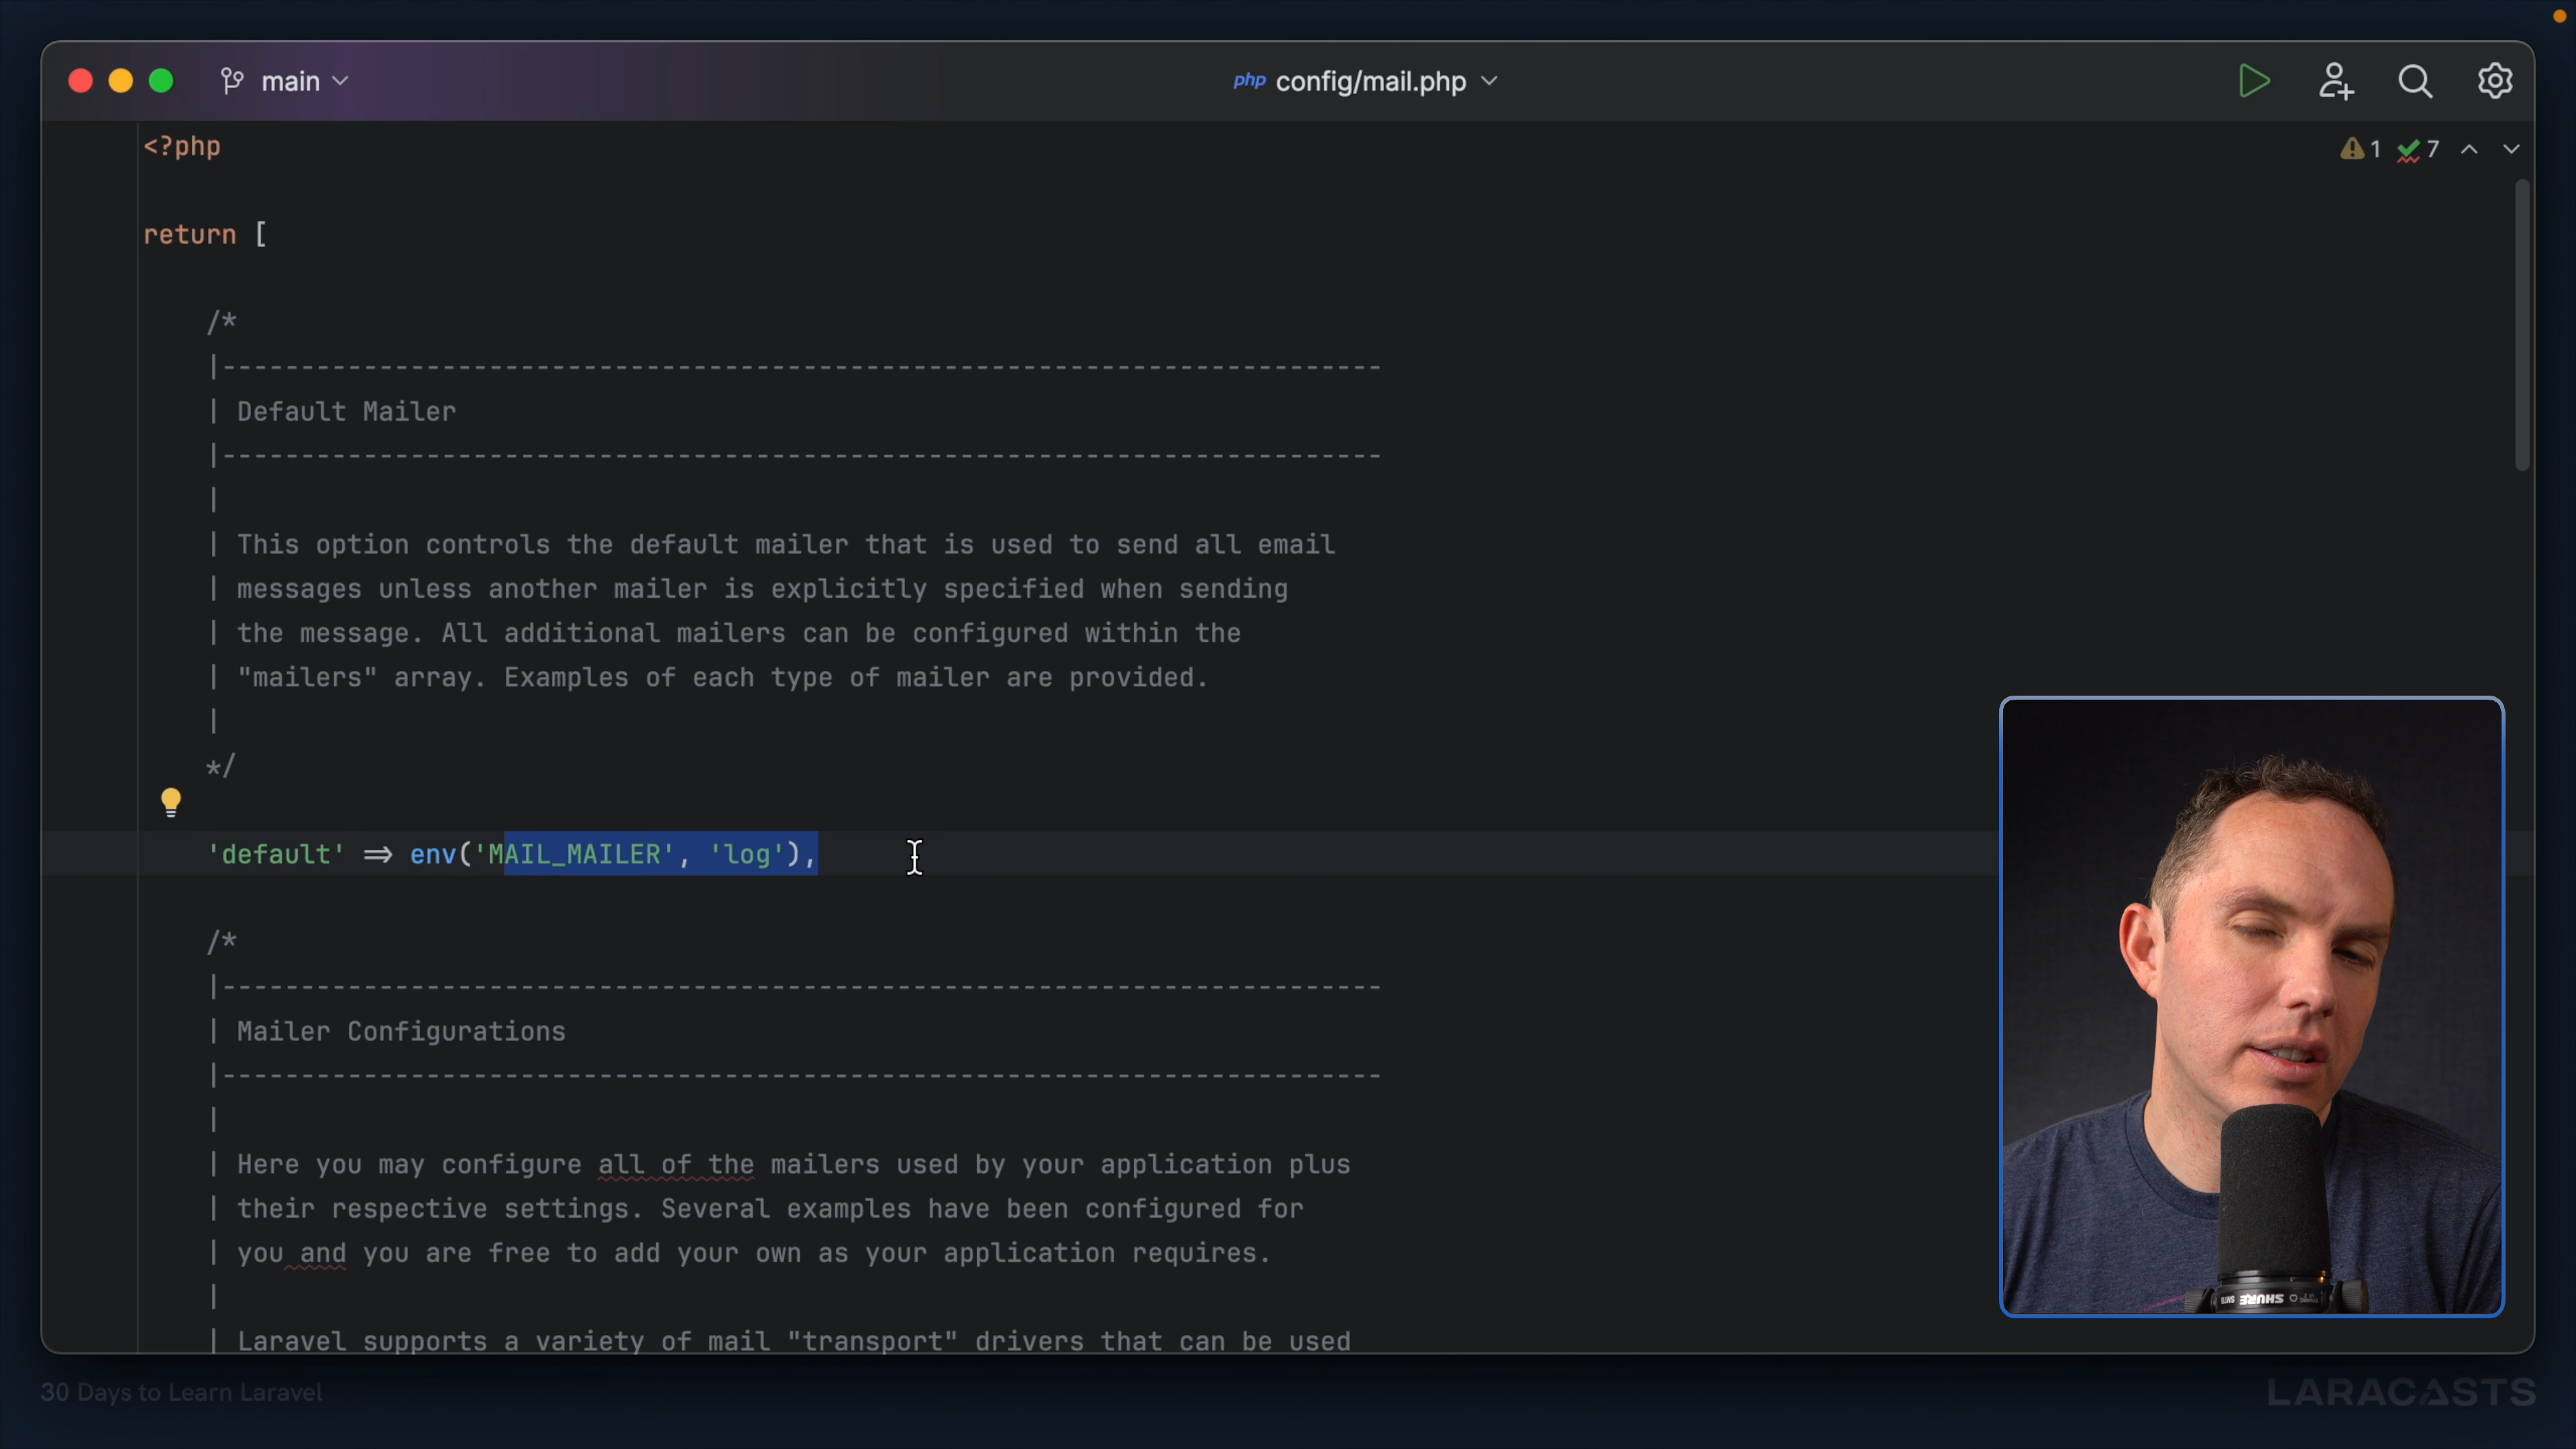 main
php config/mail.php
1 7
<?php
return [
/*
|--------------------------------------------------------------------------
| Default Mailer
|--------------------------------------------------------------------------
|
| This option controls the default mailer that is used to send all email
| messages unless another mailer is explicitly specified when sending
| the message. All additional mailers can be configured within the
| "mailers" array. Examples of each type of mailer are provided.
|
*/
'default' => env('MAIL_MAILER', 'log'),
/*
|--------------------------------------------------------------------------
| Mailer Configurations
|--------------------------------------------------------------------------
|
| Here you may configure all of the mailers used by your application plus
| their respective settings. Several examples have been configured for
| you and you are free to add your own as your application requires.
|
| Laravel supports a variety of mail "transport" drivers that can be used
SHURE
30 Days to Learn Laravel
LARACASTS